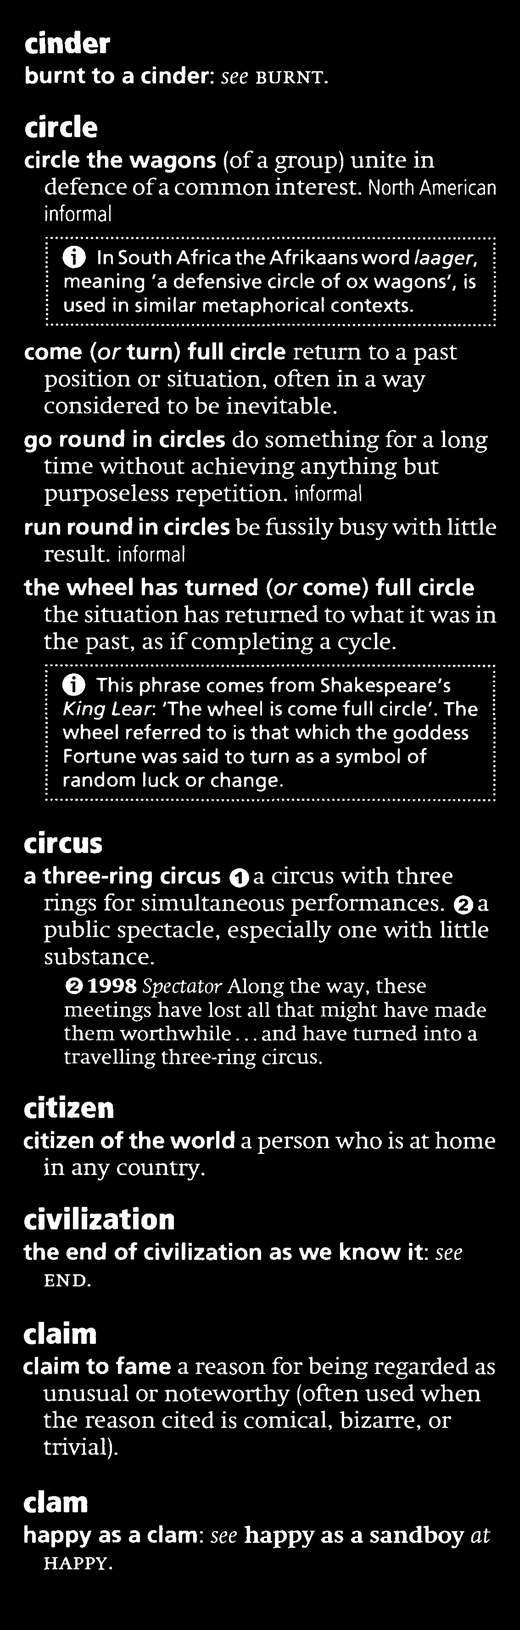 cinder
burnt to a cinder: see BURNT.
circle
circle the wagons (of a group) unite in
defence of a common interest. North American
informal
ℹ In South Africa the Afrikaans word laager,
meaning 'a defensive circle of ox wagons', is
used in similar metaphorical contexts.
come (or turn) full circle return to a past
position or situation, often in a way
considered to be inevitable.
go round in circles do something for a long
time without achieving anything but
purposeless repetition. informal
run round in circles be fussily busy with little
result. informal
the wheel has turned (or come) full circle
the situation has returned to what it was in
the past, as if completing a cycle.
ℹ This phrase comes from Shakespeare's
King Lear: 'The wheel is come full circle'. The
wheel referred to is that which the goddess
Fortune was said to turn as a symbol of
random luck or change.
circus
a three-ring circus ❶ a circus with three
rings for simultaneous performances. ❷ a
public spectacle, especially one with little
substance.
❷ 1998 Spectator Along the way, these
meetings have lost all that might have made
them worthwhile...and have turned into a
travelling three-ring circus.
citizen
citizen of the world a person who is at home
in any country.
civilization
the end of civilization as we know it: see
END.
claim
claim to fame a reason for being regarded as
unusual or noteworthy (often used when
the reason cited is comical, bizarre, or
trivial).
clam
happy as a clam: see happy as a sandboy at
HAPPY.